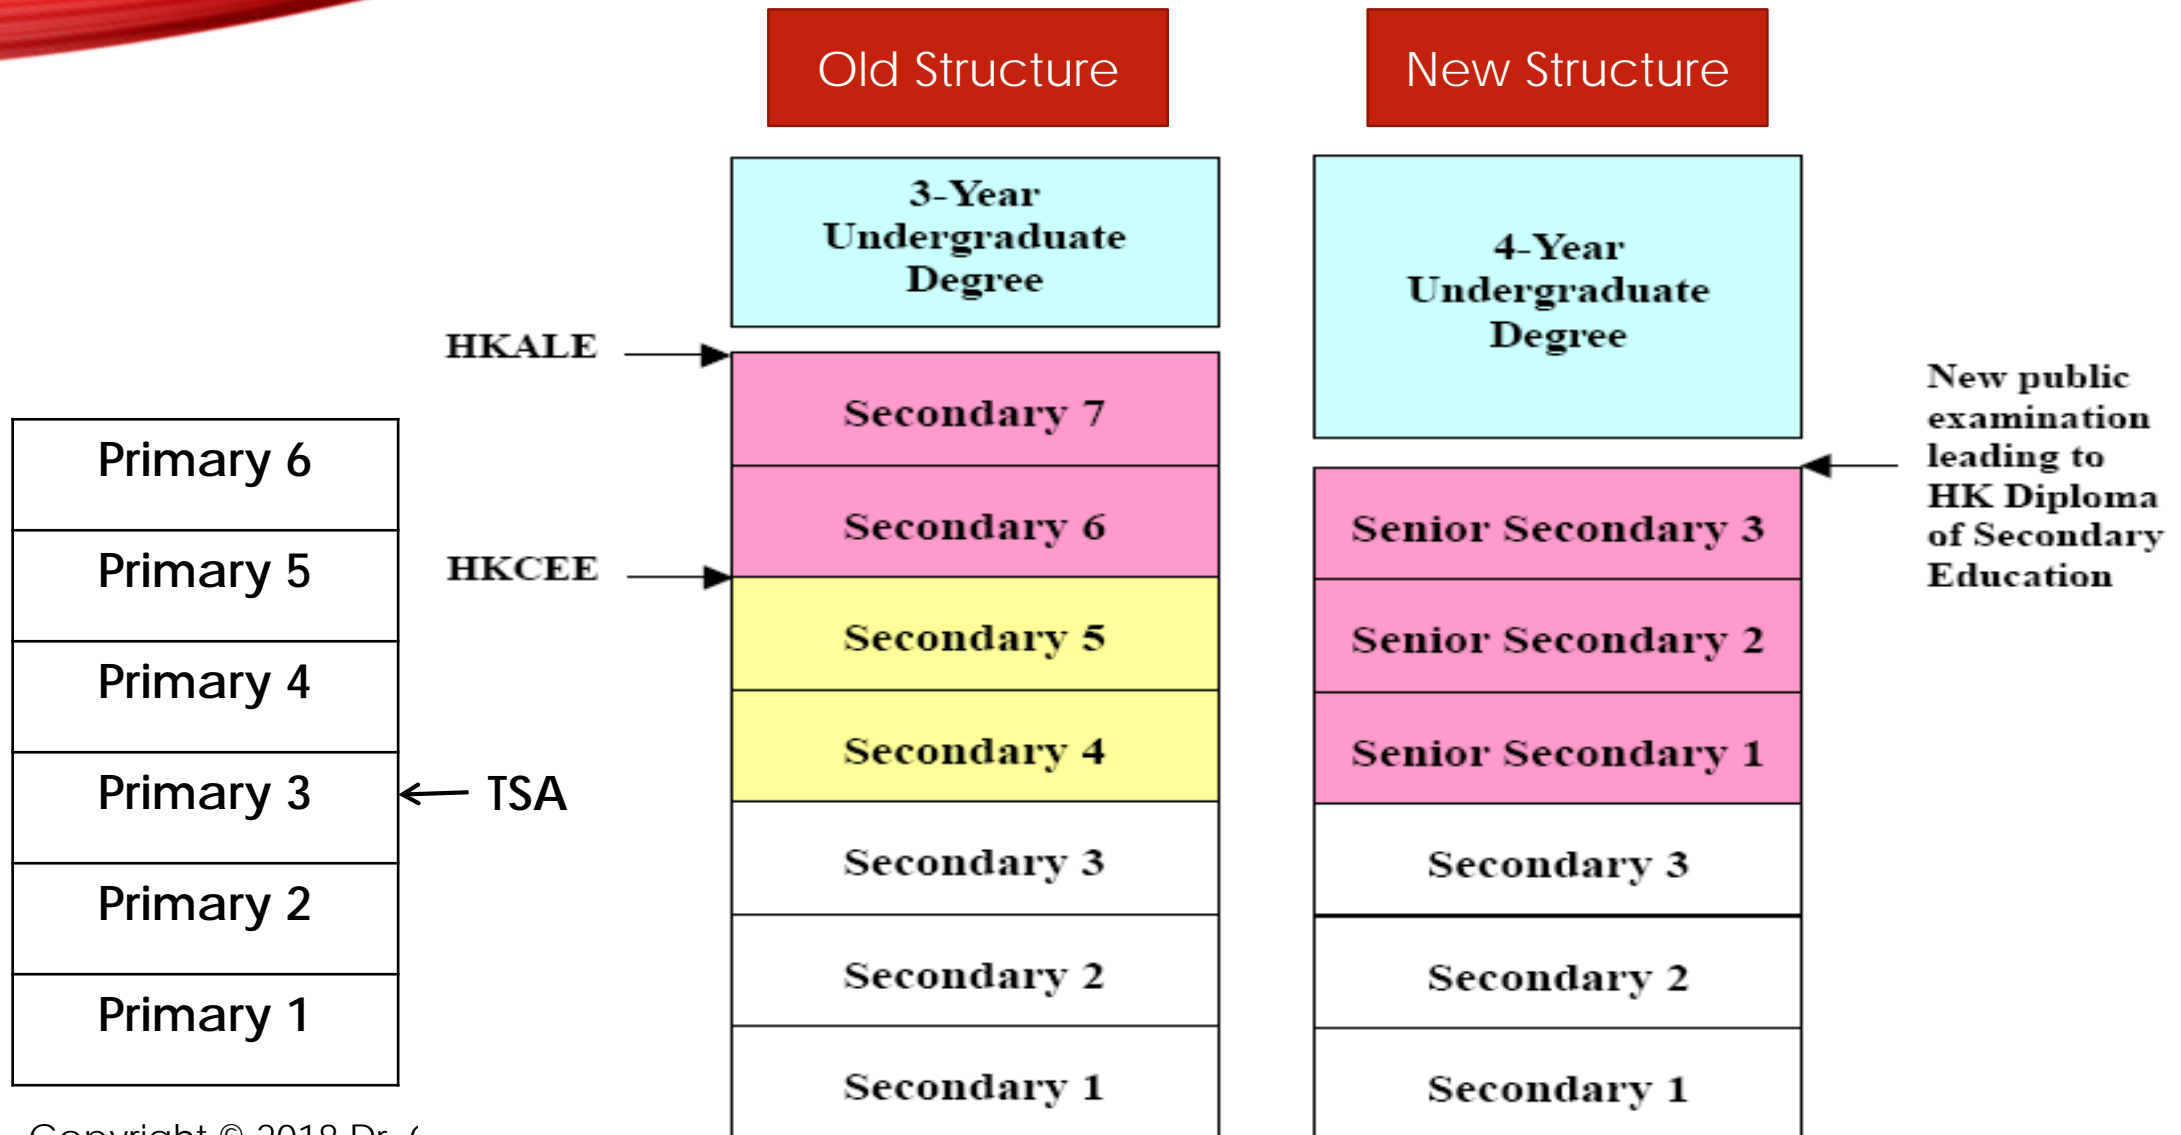 Old Structure
New Structure
3-Year
Undergraduate
Degree
4-Year
Undergraduate
Degree
HKALE
Secondary 7
Secondary 6
HKCEE
Secondary 5
Secondary 4
Secondary 3
Secondary 2
Secondary 1
New public
examination
leading to
HK Diploma
of Secondary
Education
Senior Secondary 3
Senior Secondary 2
Senior Secondary 1
Secondary 3
Secondary 2
Secondary 1
Primary 6
Primary 5
Primary 4
Primary 3
TSA
Primary 2
Primary 1
Copyright © 2018 Dr.